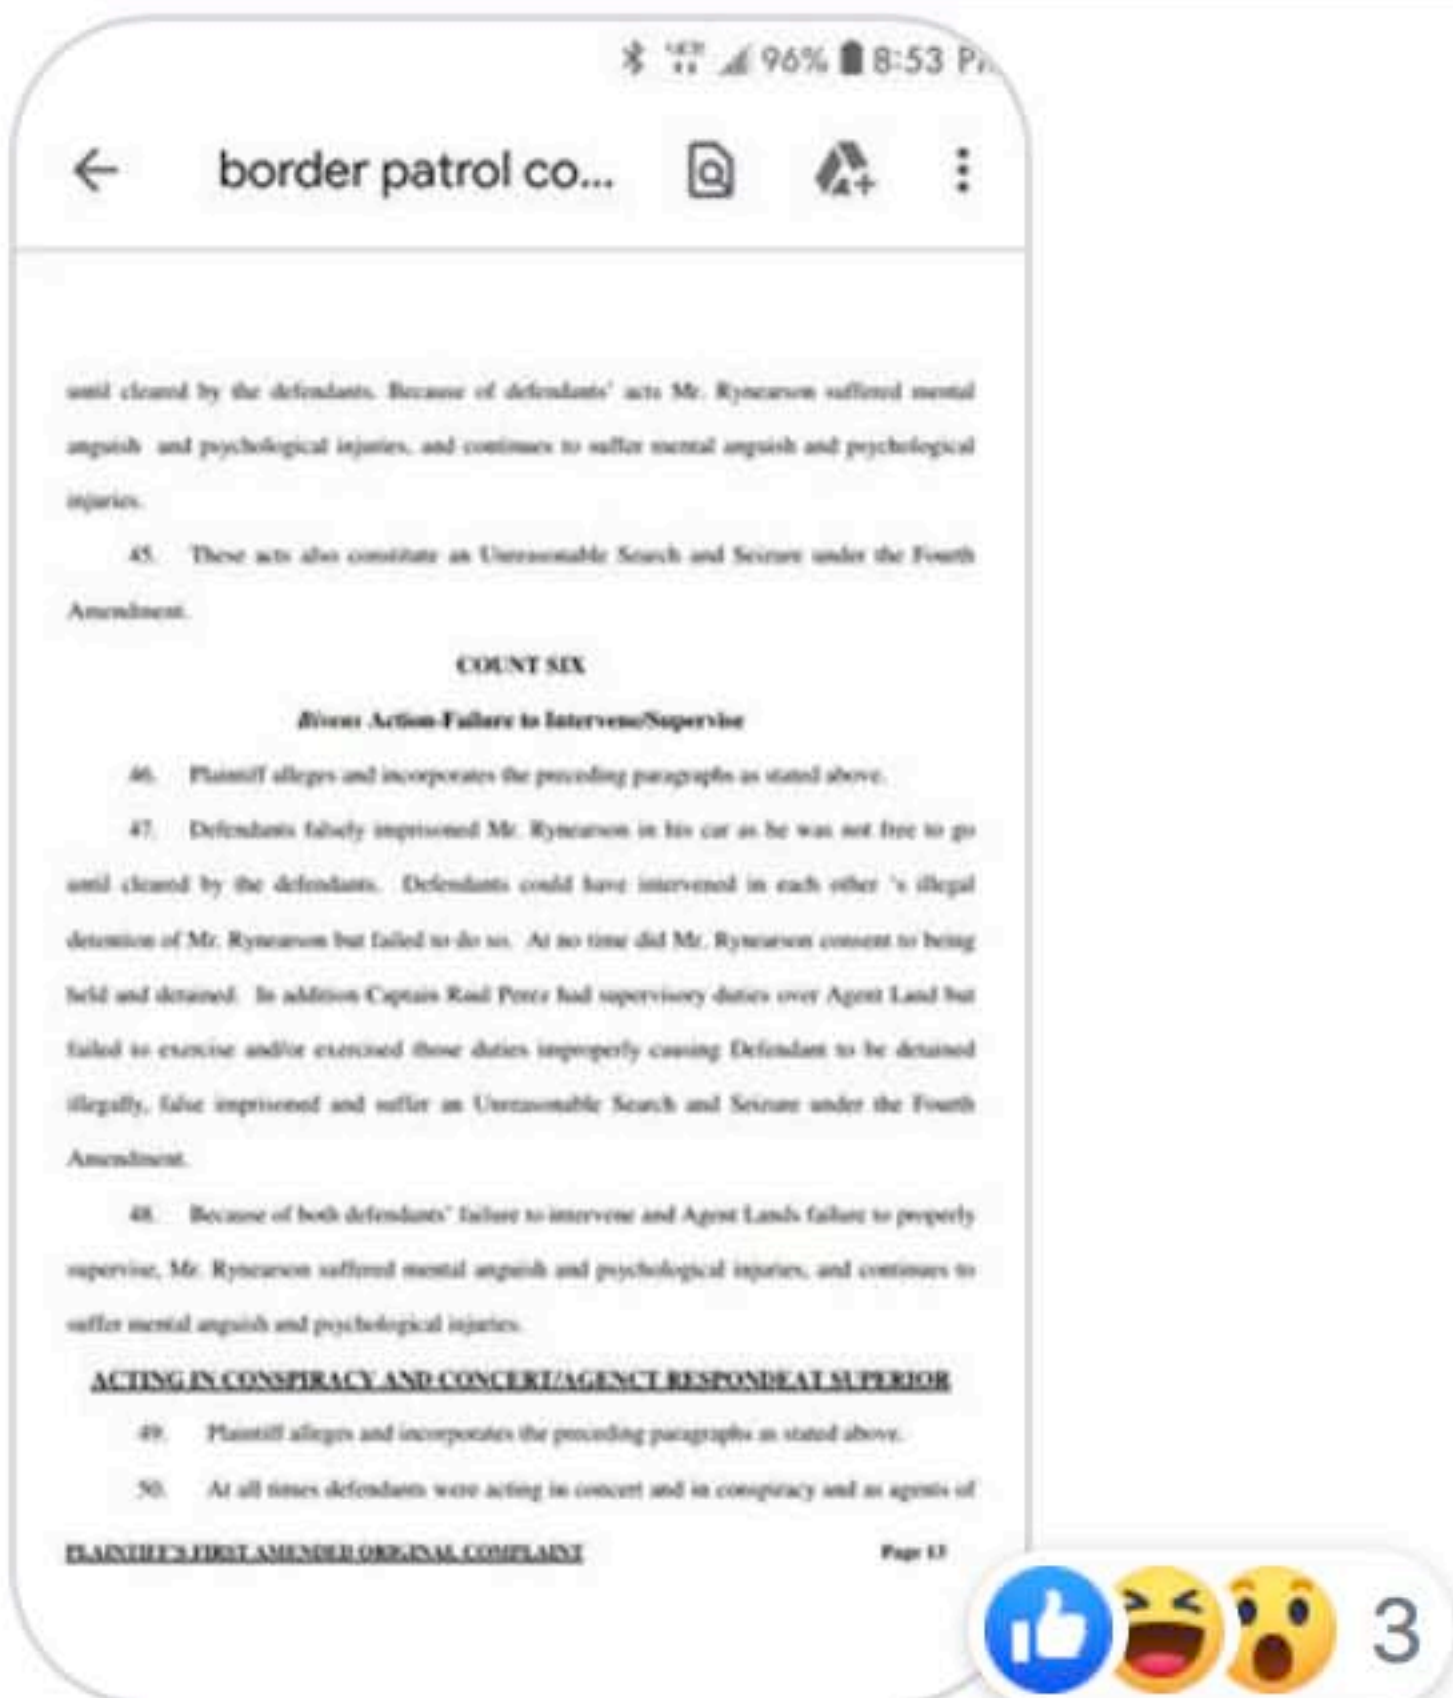 96% 8:53 P
border patrol co...
until cleared by the defendants. Because of defendants' acts Mr. Rynearson suffered mental
anguish and psychological injuries, and continues to suffer mental anguish and psychological
injuries.
45. These acts also constitute an Unreasonable Search and Seizure under the Fourth
Amendment.
COUNT SIX
Bivens Action-Failure to Intervene/Supervise
46. Plaintiff alleges and incorporates the preceding paragraphs as stated above.
47. Defendants falsely imprisoned Mr. Rynearson in his car as he was not free to go
until cleared by the defendants. Defendants could have intervened in each other 's illegal
detention of Mr. Rynearson but failed to do so. At no time did Mr. Rynearson consent to being
held and detained. In addition Captain Raul Perez had supervisory duties over Agent Land but
failed to exercise and/or exercised those duties improperly causing Defendant to be detained
illegally, false imprisoned and suffer an Unreasonable Search and Seizure under the Fourth
Amendment.
48. Because of both defendants' failure to intervene and Agent Lands failure to properly
supervise, Mr. Rynearson suffered mental anguish and psychological injuries, and continues to
suffer mental anguish and psychological injuries.
ACTING IN CONSPIRACY AND CONCERT/AGENCT RESPONDEAT SUPERIOR
49. Plaintiff alleges and incorporates the preceding paragraphs as stated above.
50. At all times defendants were acting in concert and in conspiracy and as agents of
PLAINTIFF'S FIRST AMENDED ORIGINAL COMPLAINT Page 13
3